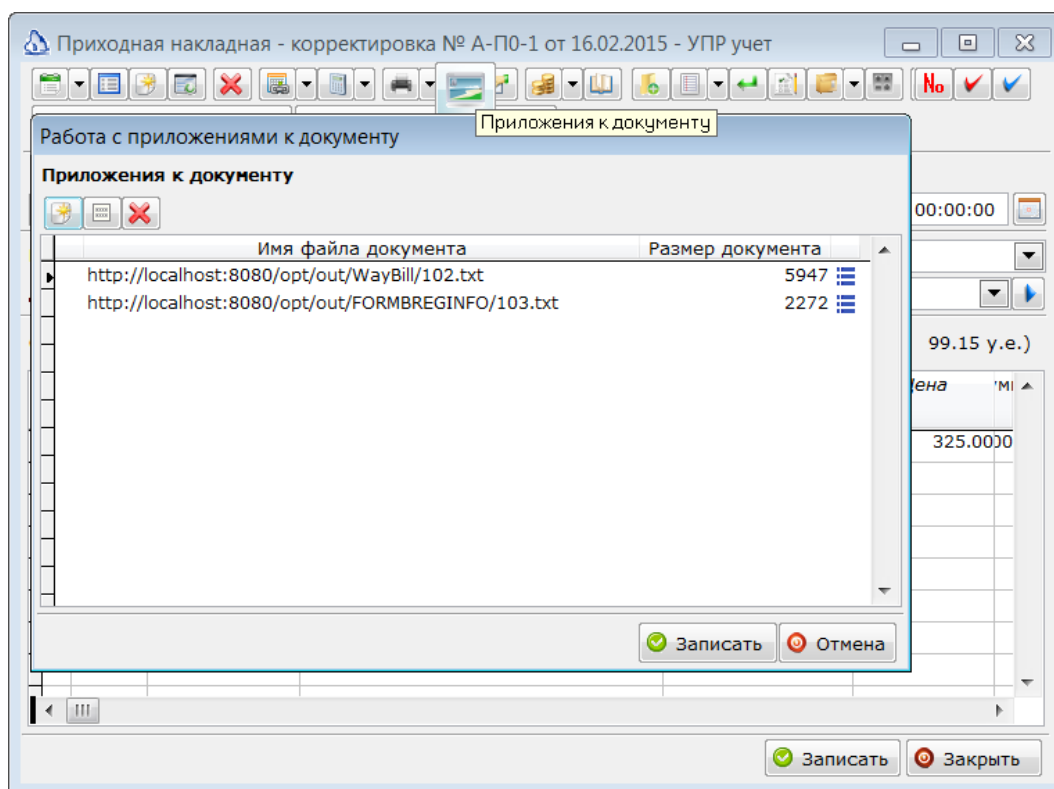 Приходная накладная - корректировка № А-П0-1 от 16.02.2015 - УПР учет
No
Приложения к документу
Работа с приложениями к документу
Приложения к документу
00:00:00
Имя файла документа Размер документа
http://localhost:8080/opt/out/WayBill/102.txt 5947
http://localhost:8080/opt/out/FORMBREGINFO/103.txt 2272
99.15 у.е.)
325.0000
Записать Отмена
Записать Закрыть